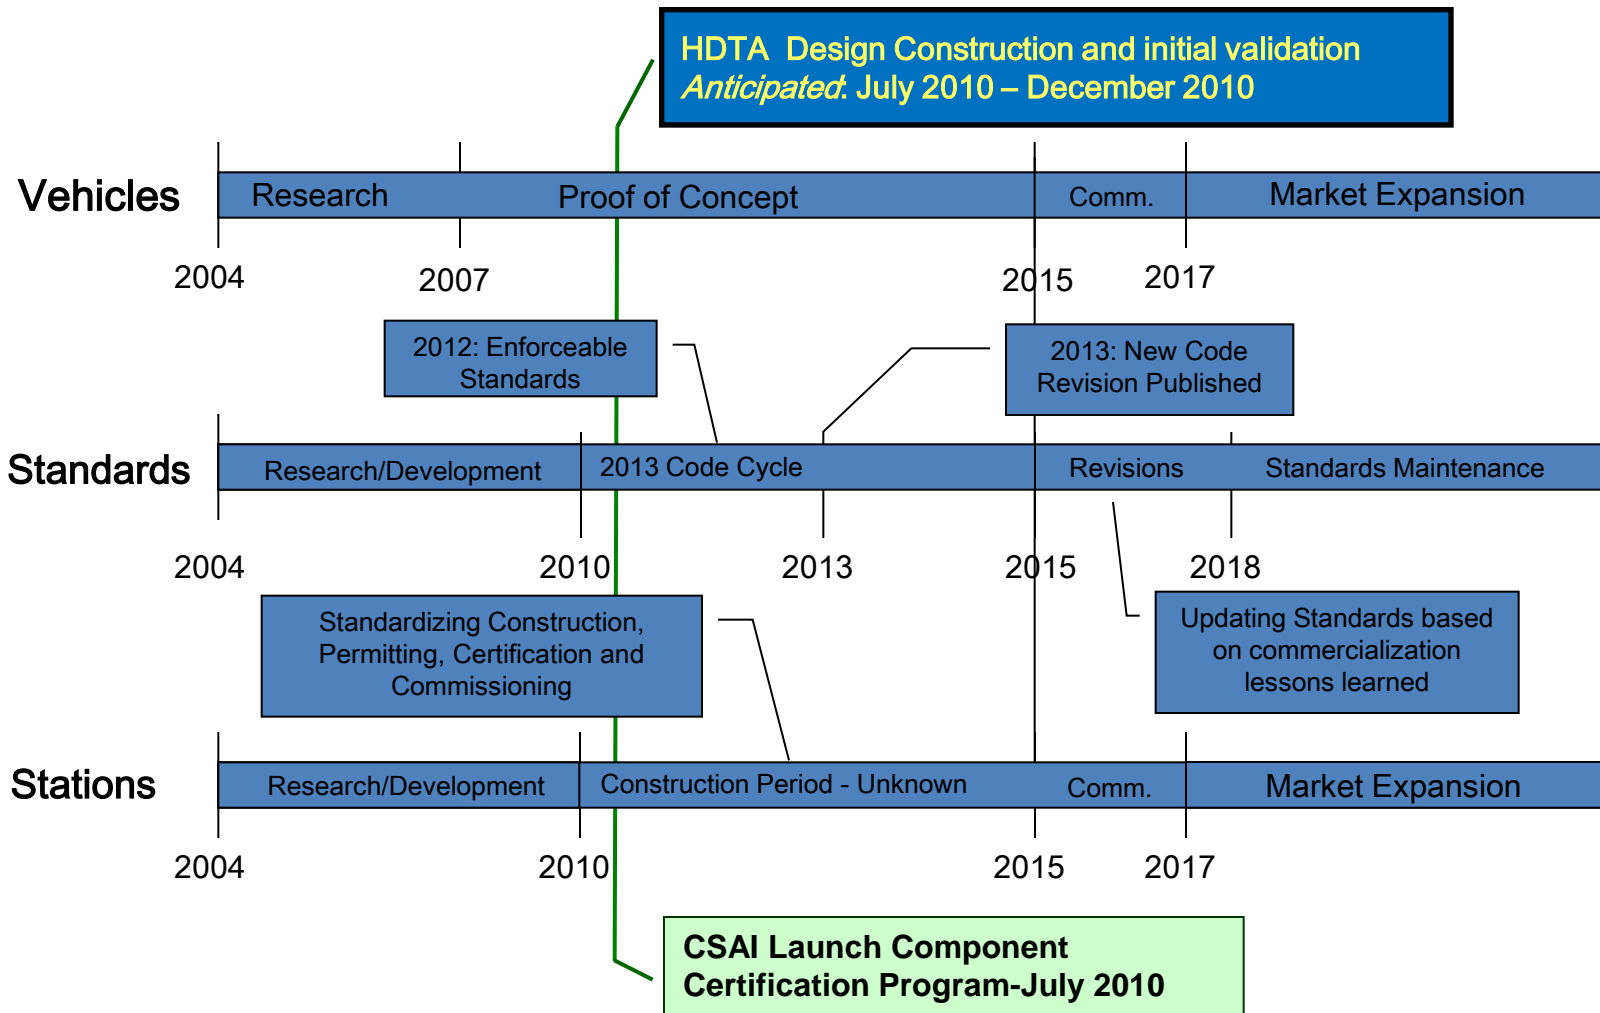 HDTA  Design Construction and initial validation
Anticipated: July 2010 – December 2010
Vehicles
Research
Proof of Concept
Comm.
Market Expansion
2004
2007
2015
2017
2012: Enforceable
Standards
2013: New Code
Revision Published
Standards
Research/Development
2013 Code Cycle
Revisions
Standards Maintenance
2004
2010
2013
2015
2018
Standardizing Construction,
Permitting, Certification and
Commissioning
Updating Standards based
on commercialization
lessons learned
Stations
Research/Development
Construction Period - Unknown
Comm.
Market Expansion
2004
2010
2015
2017
CSAI Launch Component
Certification Program-July 2010